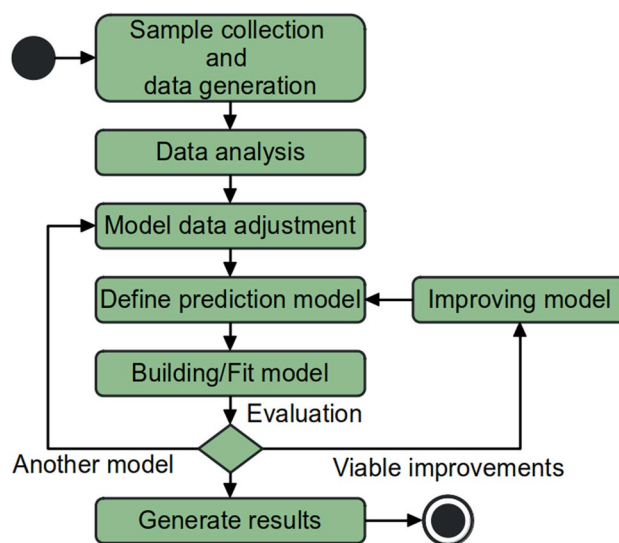 Sample collection
and
data generation
Data analysis
Model data adjustment
Define prediction model
Improving model
Building/Fit model
Evaluation
Another model
Viable improvements
Generate results